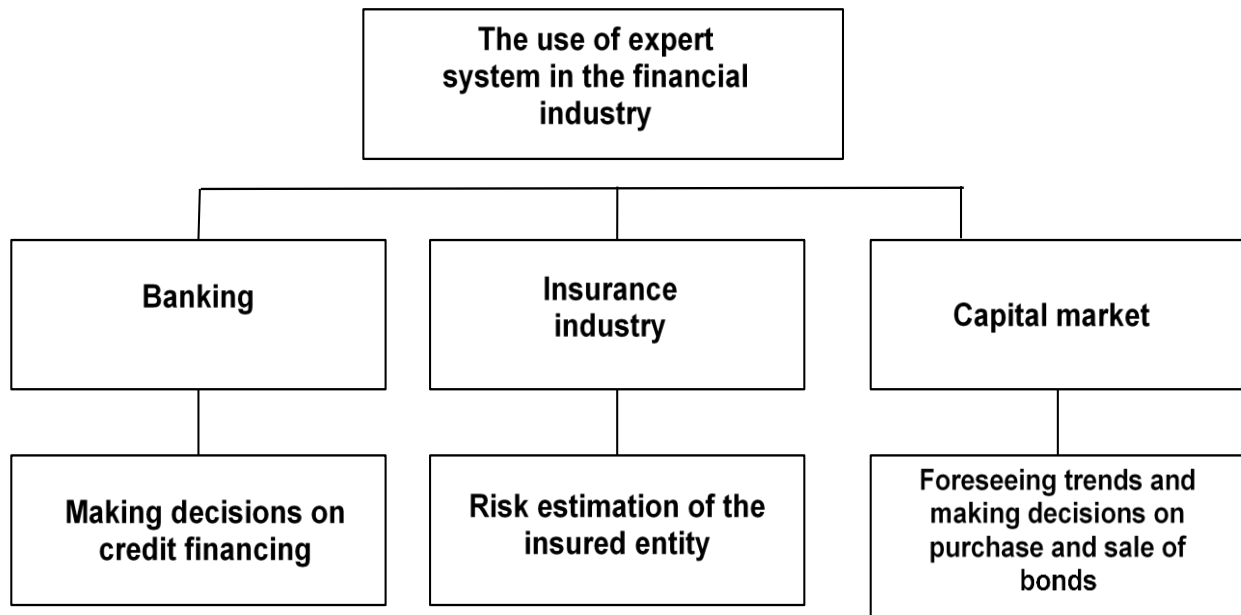 The use of expert
system in the financial
industry
Banking
Insurance
industry
Capital market
Making decisions on
credit financing
Risk estimation of the
insured entity
Foreseeing trends and
making decisions on
purchase and sale of
bonds